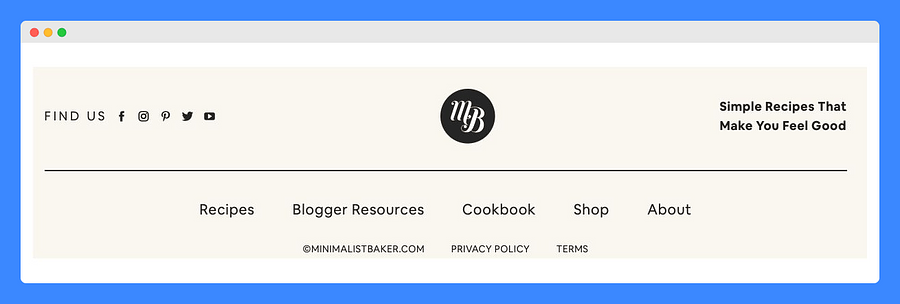 FIND US
MB
Simple Recipes That
Make You Feel Good
Recipes Blogger Resources Cookbook Shop About
©MINIMALISTBAKER.COM PRIVACY POLICY TERMS